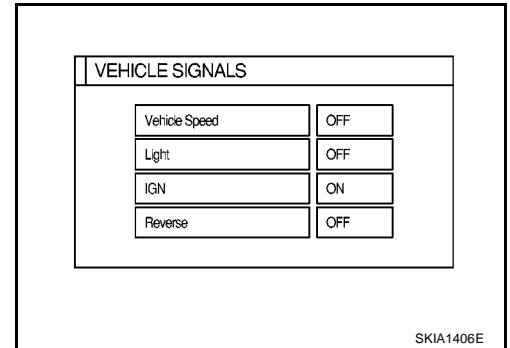 VEHICLE SIGNALS
Vehicle Speed OFF
Light OFF
IGN ON
Reverse OFF
SKIA1406E